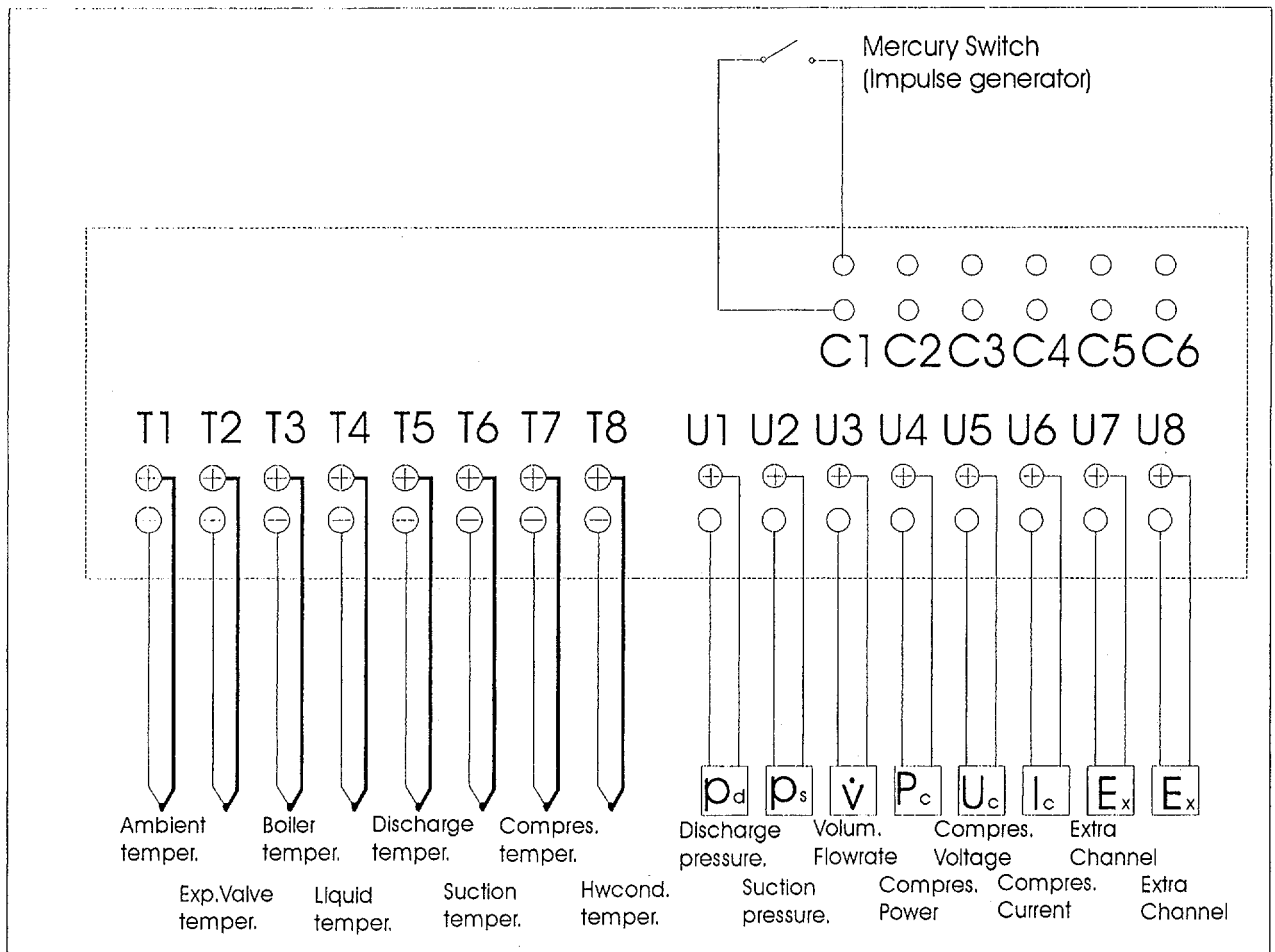 Mercury Switch
(Impulse generator)
C1 C2 C3 C4 C5 C6
T1 T2 T3 T4 T5 T6 T7 T8 U1 U2 U3 U4 U5 U6 U7 U8
+ + + + + + + + + + + + + + + +
− − − − − − − −
Pd Ps V̇ Pc Uc Ic Ex Ex
Ambient
temper.
Exp.Valve
temper.
Boiler
temper.
Liquid
temper.
Discharge
temper.
Suction
temper.
Compres.
temper.
Hwcond.
temper.
Discharge
pressure.
Suction
pressure.
Volum.
Flowrate
Compres.
Power
Compres.
Voltage
Compres.
Current
Extra
Channel
Extra
Channel